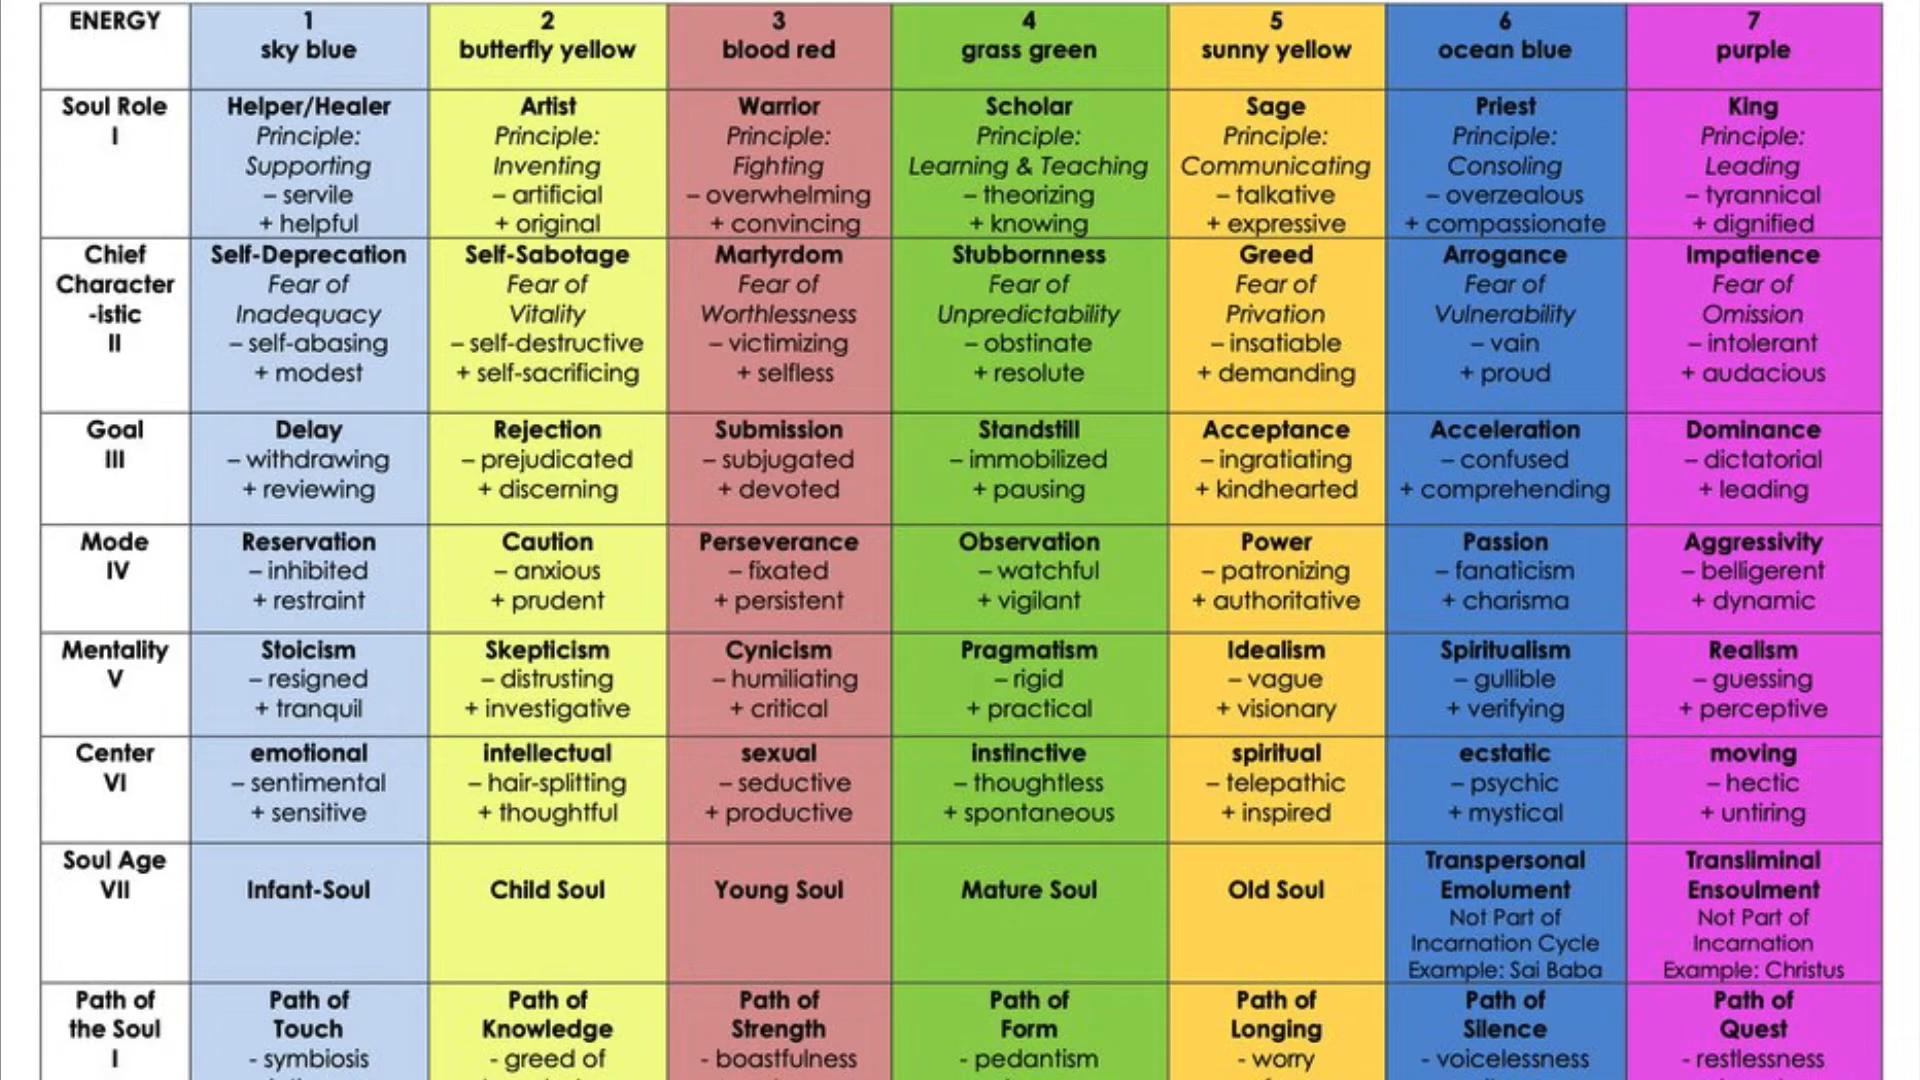 ENERGY
1
sky blue
2
butterfly yellow
3
blood red
4
grass green
5
sunny yellow
6
ocean blue
7
purple
Soul Role
I
Helper/Healer
Principle:
Supporting
– servile
+ helpful
Artist
Principle:
Inventing
– artificial
+ original
Warrior
Principle:
Fighting
– overwhelming
+ convincing
Scholar
Principle:
Learning & Teaching
– theorizing
+ knowing
Sage
Principle:
Communicating
– talkative
+ expressive
Priest
Principle:
Consoling
– overzealous
+ compassionate
King
Principle:
Leading
– tyrannical
+ dignified
Chief
Character
-istic
II
Self-Deprecation
Fear of
Inadequacy
– self-abasing
+ modest
Self-Sabotage
Fear of
Vitality
– self-destructive
+ self-sacrificing
Martyrdom
Fear of
Worthlessness
– victimizing
+ selfless
Stubbornness
Fear of
Unpredictability
– obstinate
+ resolute
Greed
Fear of
Privation
– insatiable
+ demanding
Arrogance
Fear of
Vulnerability
– vain
+ proud
Impatience
Fear of
Omission
– intolerant
+ audacious
Goal
III
Delay
– withdrawing
+ reviewing
Rejection
– prejudicated
+ discerning
Submission
– subjugated
+ devoted
Standstill
– immobilized
+ pausing
Acceptance
– ingratiating
+ kindhearted
Acceleration
– confused
+ comprehending
Dominance
– dictatorial
+ leading
Mode
IV
Reservation
– inhibited
+ restraint
Caution
– anxious
+ prudent
Perseverance
– fixated
+ persistent
Observation
– watchful
+ vigilant
Power
– patronizing
+ authoritative
Passion
– fanaticism
+ charisma
Aggressivity
– belligerent
+ dynamic
Mentality
V
Stoicism
– resigned
+ tranquil
Skepticism
– distrusting
+ investigative
Cynicism
– humiliating
+ critical
Pragmatism
– rigid
+ practical
Idealism
– vague
+ visionary
Spiritualism
– gullible
+ verifying
Realism
– guessing
+ perceptive
Center
VI
emotional
– sentimental
+ sensitive
intellectual
– hair-splitting
+ thoughtful
sexual
– seductive
+ productive
instinctive
– thoughtless
+ spontaneous
spiritual
– telepathic
+ inspired
ecstatic
– psychic
+ mystical
moving
– hectic
+ untiring
Soul Age
VII
Infant-Soul
Child Soul
Young Soul
Mature Soul
Old Soul
Transpersonal
Emolument
Not Part of
Incarnation Cycle
Example: Sai Baba
Transliminal
Ensoulment
Not Part of
Incarnation
Example: Christus
Path of
the Soul
I
Path of
Touch
- symbiosis
Path of
Knowledge
- greed of
Path of
Strength
- boastfulness
Path of
Form
- pedantism
Path of
Longing
- worry
Path of
Silence
- voicelessness
Path of
Quest
- restlessness